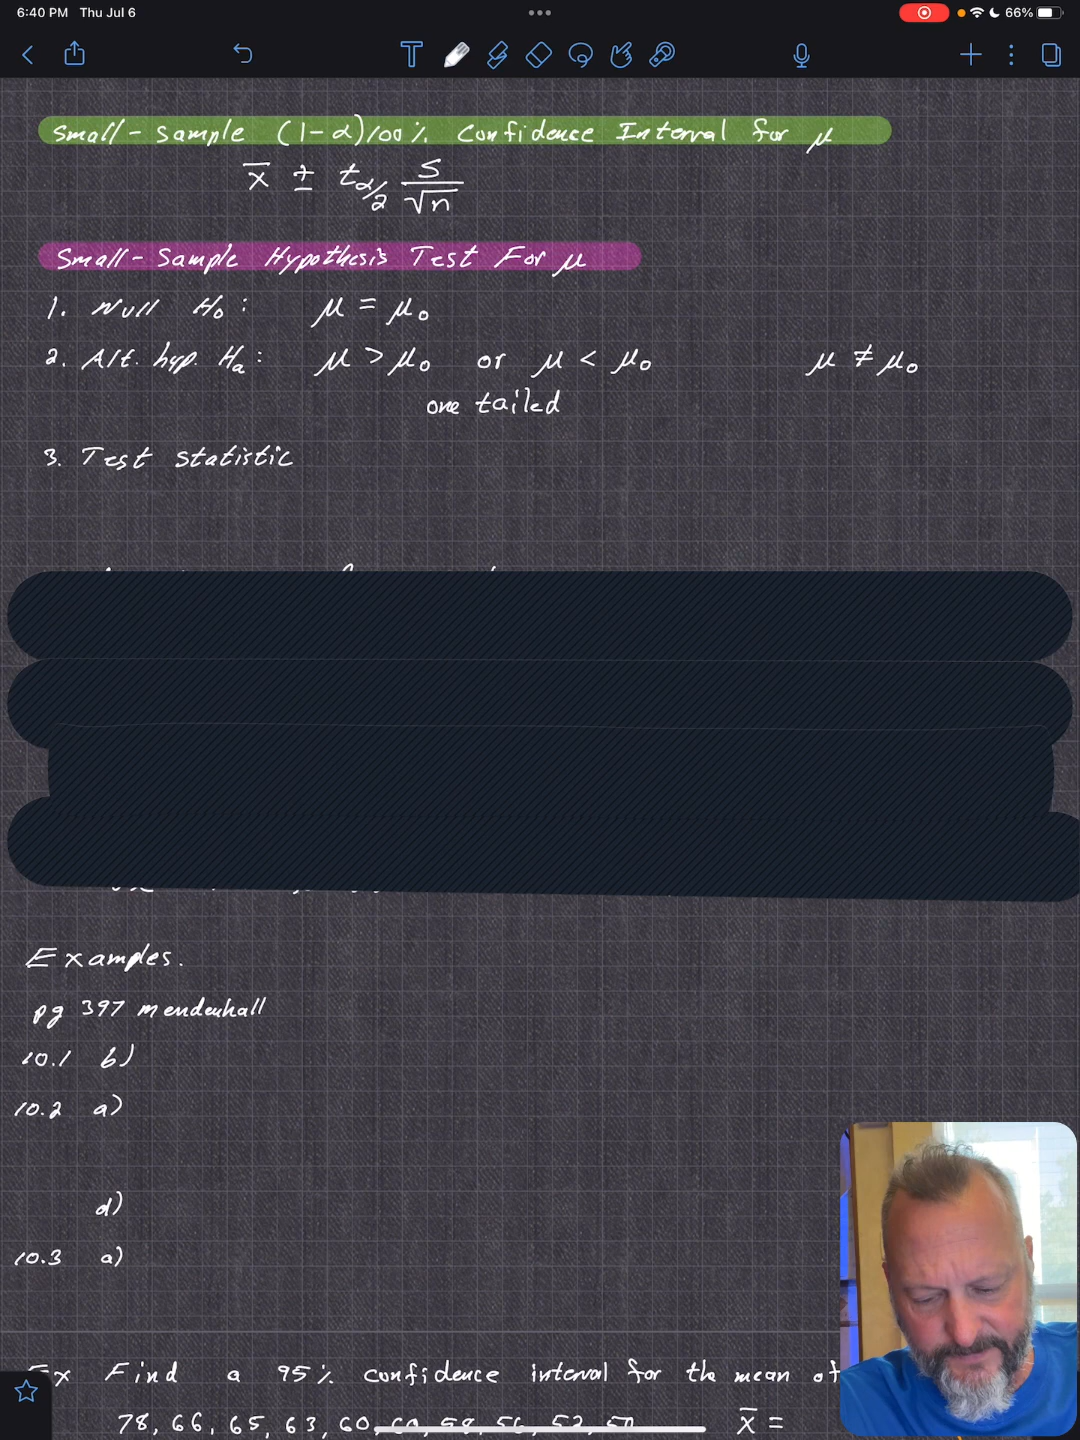 6:40 PM Thu Jul 6
66%
Small-Sample (1-α)100% Confidence Interval for μ
x̄ ± t_α/2 S/√n
Small-Sample Hypothesis Test For μ
1. Null H₀: μ = μ₀
2. Alt. hyp. Hₐ: μ > μ₀ or μ < μ₀ μ ≠ μ₀
one tailed
3. Test statistic
Examples.
pg 397 Mendenhall
10.1 b)
10.2 a)
d)
10.3 a)
Ex Find a 95% confidence interval for the mean of
78, 66, 65, 63, 60, x̄ =